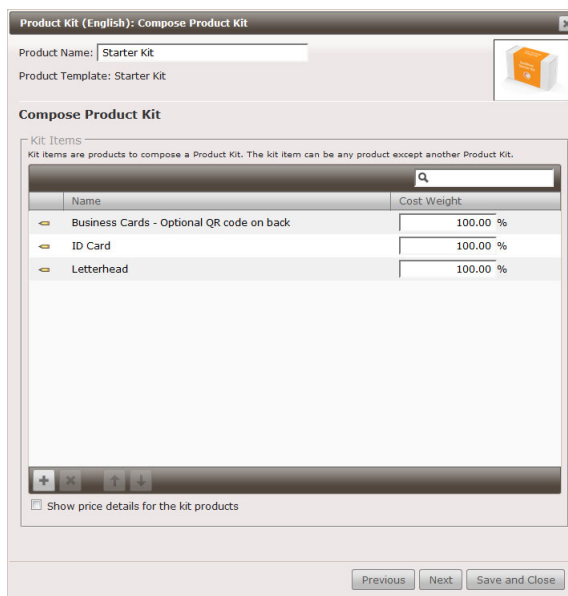 Product Kit (English): Compose Product Kit
Product Name: Starter Kit
Product Template: Starter Kit
Compose Product Kit
Kit Items
Kit items are products to compose a Product Kit. The kit item can be any product except another Product Kit.
Name Cost Weight
Business Cards - Optional QR code on back 100.00 %
ID Card 100.00 %
Letterhead 100.00 %
Show price details for the kit products
Previous Next Save and Close